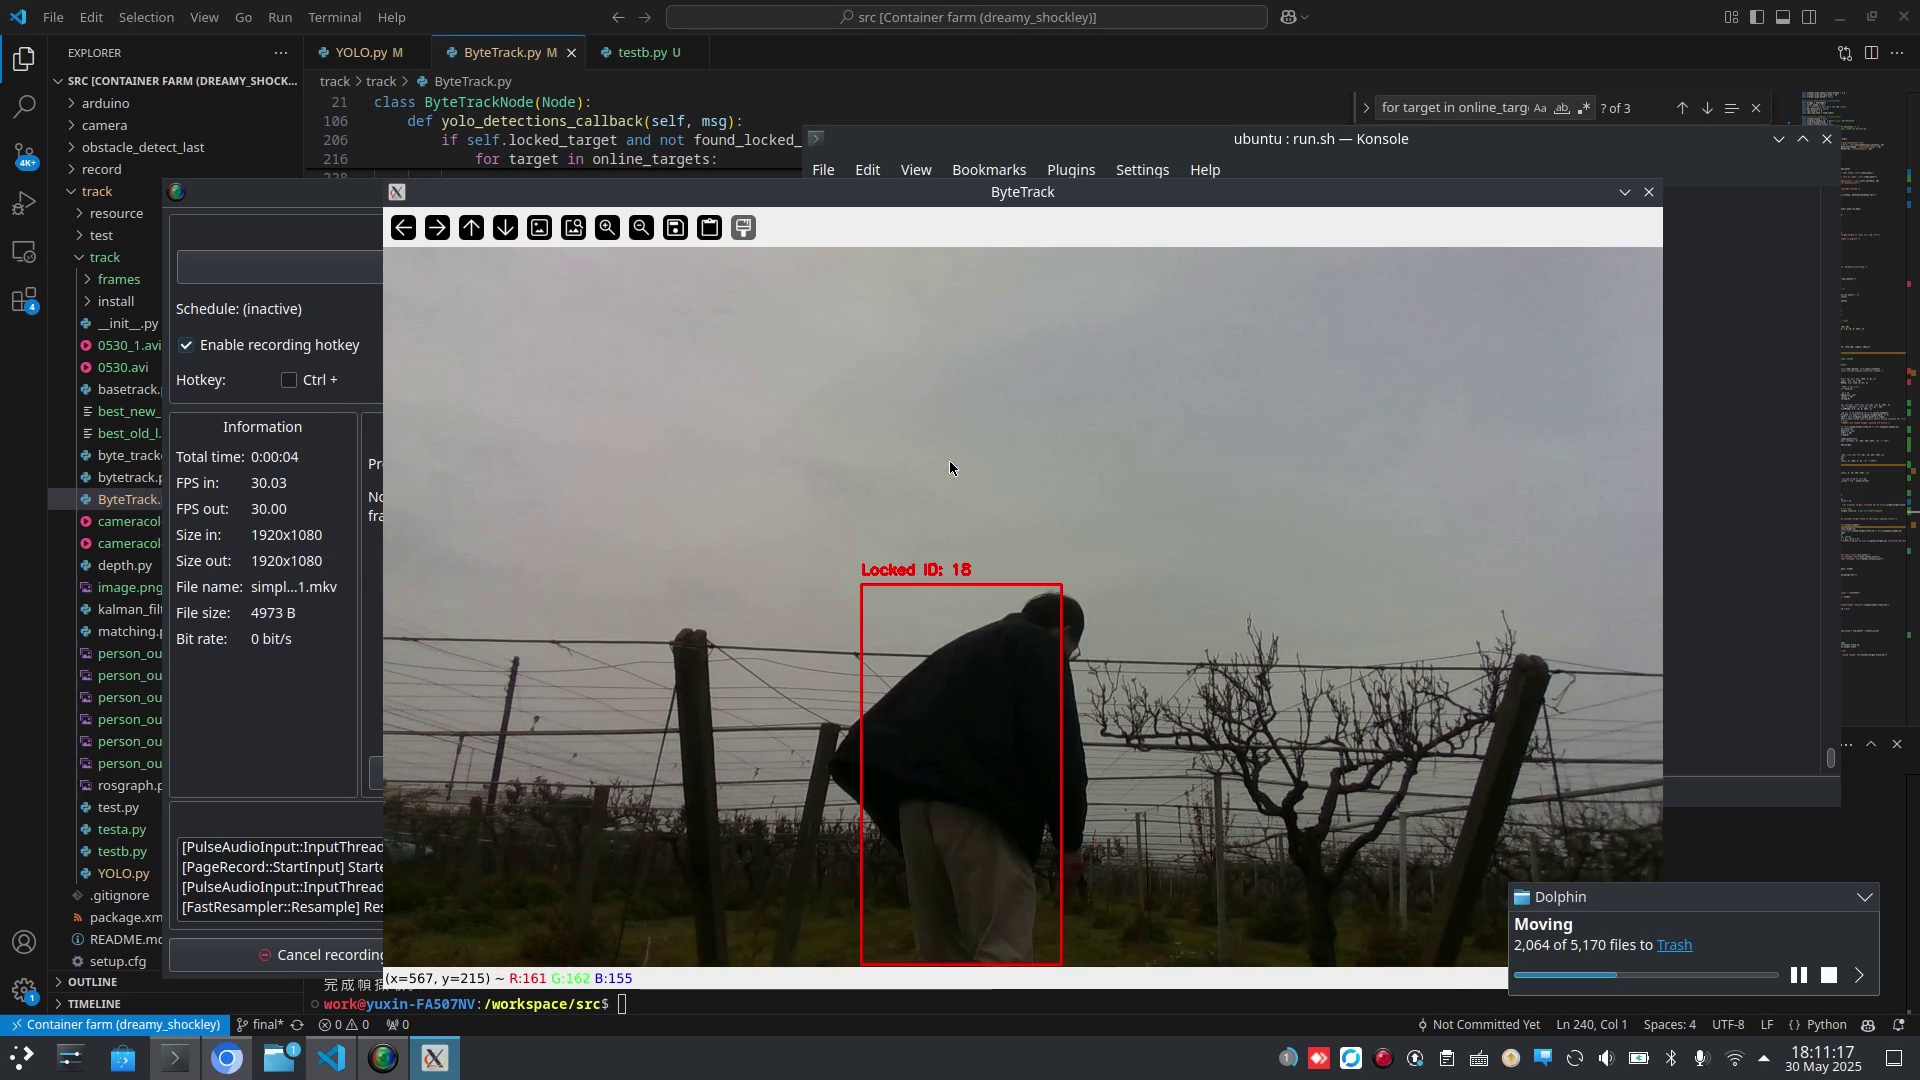 File Edit Selection View Go Run Terminal Help
src [Container farm (dreamy_shockley)]
EXPLORER
SRC [CONTAINER FARM (DREAMY_SHOCK...
arduino
camera
obstacle_detect_last
record
track
resource
test
track
frames
install
__init__.py
0530_1.avi
0530.avi
basetrack.
best_new_
best_old_l.
byte_track
bytetrack.p
ByteTrack.
cameracol
cameracol
depth.py
image.png
kalman_filt
matching.p
person_ou
person_ou
person_ou
person_ou
person_ou
person_ou
rosgraph.p
test.py
testa.py
testb.py
YOLO.py
.gitignore
package.xm
README.md
setup.cfg
OUTLINE
TIMELINE
4K+
4
1
YOLO.py M
ByteTrack.py M
testb.py U
track > track > ByteTrack.py
21 class ByteTrackNode(Node):
106 def yolo_detections_callback(self, msg):
206 if self.locked_target and not found_locked_
216 for target in online_targets:
for target in online_targ Aa ab ? of 3
ubuntu : run.sh — Konsole
File Edit View Bookmarks Plugins Settings Help
ByteTrack
Schedule: (inactive)
Enable recording hotkey
Hotkey: Ctrl +
Information
Total time: 0:00:04
FPS in: 30.03
FPS out: 30.00
Size in: 1920x1080
Size out: 1920x1080
File name: simpl...1.mkv
File size: 4973 B
Bit rate: 0 bit/s
Pr
No
fra
[PulseAudioInput::InputThread
[PageRecord::StartInput] Starte
[PulseAudioInput::InputThread
[FastResampler::Resample] Res
Cancel recording
Locked ID: 18
(x=567, y=215) ~ R:161 G:162 B:155
work@yuxin-FA507NV:/workspace/src$
Dolphin
Moving
2,064 of 5,170 files to Trash
Container farm (dreamy_shockley) final* 0 0 0
Not Committed Yet Ln 240, Col 1 Spaces: 4 UTF-8 LF {} Python
1
1
18:11:17
30 May 2025